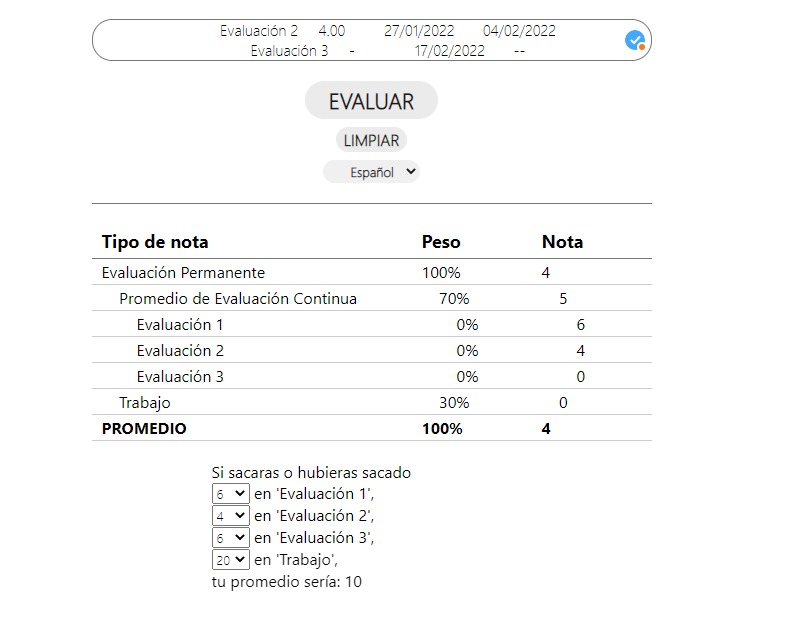 Evaluación 2 4.00 27/01/2022 04/02/2022
Evaluación 3 - 17/02/2022 --
EVALUAR
LIMPIAR
Español
Tipo de nota Peso Nota
Evaluación Permanente 100% 4
Promedio de Evaluación Continua 70% 5
Evaluación 1 0% 6
Evaluación 2 0% 4
Evaluación 3 0% 0
Trabajo 30% 0
PROMEDIO 100% 4
Si sacaras o hubieras sacado
6 en 'Evaluación 1',
4 en 'Evaluación 2',
6 en 'Evaluación 3',
20 en 'Trabajo',
tu promedio sería: 10